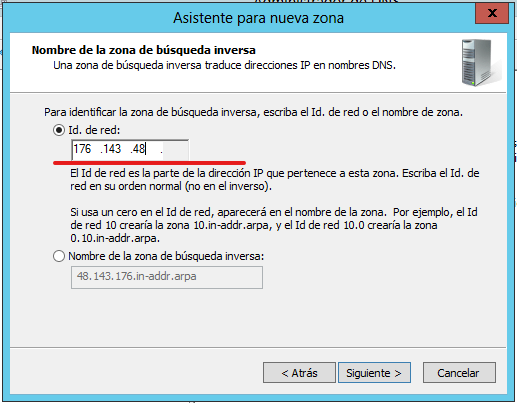 Asistente para nueva zona
X
Nombre de la zona de búsqueda inversa
Una zona de búsqueda inversa traduce direcciones IP en nombres DNS.
Para identificar la zona de búsqueda inversa, escriba el Id. de red o el nombre de zona.
Id. de red:
176 .143 .48 .
El Id de red es la parte de la dirección IP que pertenece a esta zona. Escriba el Id. de
red en su orden normal (no en el inverso).
Si usa un cero en el Id de red, aparecerá en el nombre de la zona. Por ejemplo, el Id
de red 10 crearía la zona 10.in-addr.arpa, y el Id de red 10.0 crearía la zona
0.10.in-addr.arpa.
Nombre de la zona de búsqueda inversa:
48.143.176.in-addr.arpa
< Atrás
Siguiente >
Cancelar